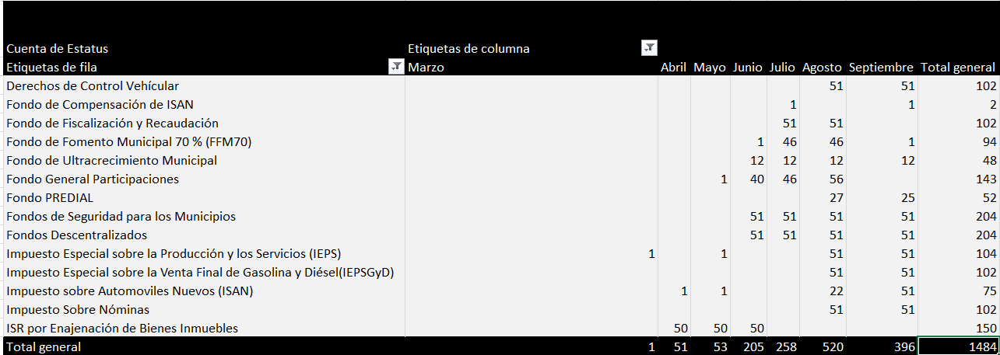 Cuenta de Estatus Etiquetas de columna
Etiquetas de fila Marzo Abril Mayo Junio Julio Agosto Septiembre Total general
Derechos de Control Vehícular 51 51 102
Fondo de Compensación de ISAN 1 1 2
Fondo de Fiscalización y Recaudación 51 51 102
Fondo de Fomento Municipal 70 % (FFM70) 1 46 46 1 94
Fondo de Ultracrecimiento Municipal 12 12 12 12 48
Fondo General Participaciones 1 40 46 56 143
Fondo PREDIAL 27 25 52
Fondos de Seguridad para los Municipios 51 51 51 51 204
Fondos Descentralizados 51 51 51 51 204
Impuesto Especial sobre la Producción y los Servicios (IEPS) 1 1 51 51 104
Impuesto Especial sobre la Venta Final de Gasolina y Diésel(IEPSGyD) 51 51 102
Impuesto sobre Automoviles Nuevos (ISAN) 1 1 22 51 75
Impuesto Sobre Nóminas 51 51 102
ISR por Enajenación de Bienes Inmuebles 50 50 50 150
Total general 1 51 53 205 258 520 396 1484